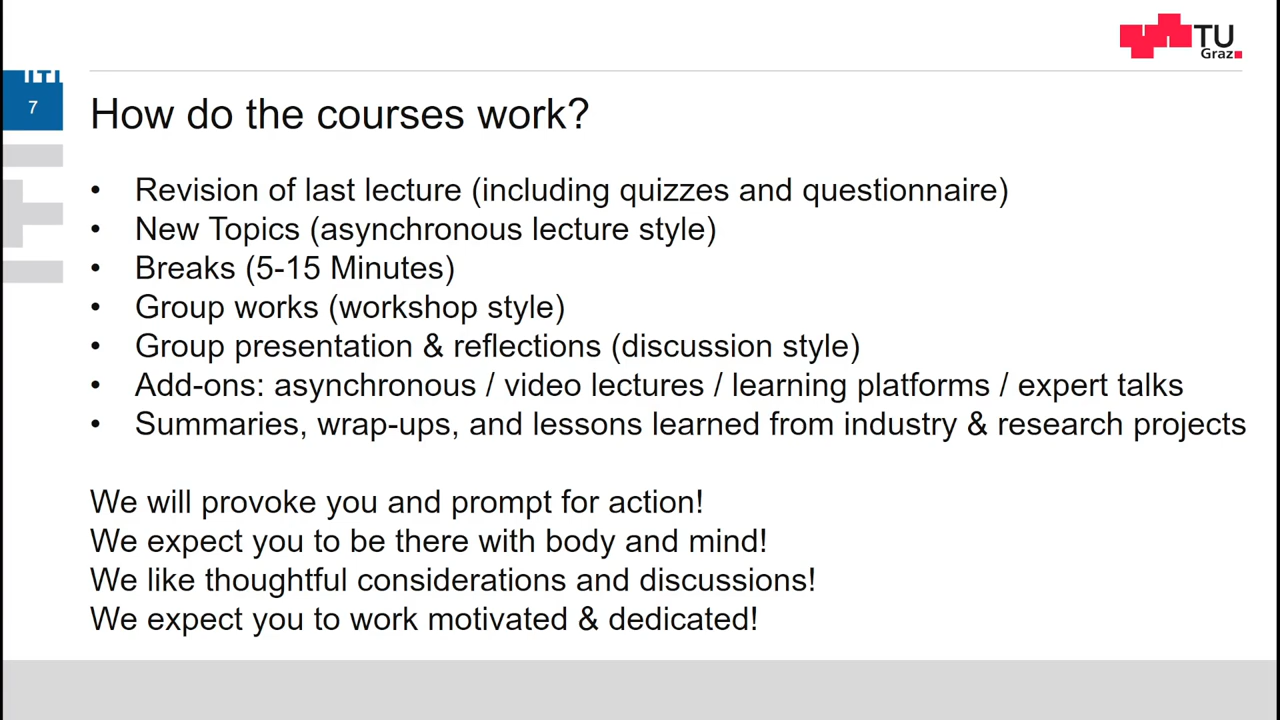 TU
Graz
7
How do the courses work?
• Revision of last lecture (including quizzes and questionnaire)
• New Topics (asynchronous lecture style)
• Breaks (5-15 Minutes)
• Group works (workshop style)
• Group presentation & reflections (discussion style)
• Add-ons: asynchronous / video lectures / learning platforms / expert talks
• Summaries, wrap-ups, and lessons learned from industry & research projects
We will provoke you and prompt for action!
We expect you to be there with body and mind!
We like thoughtful considerations and discussions!
We expect you to work motivated & dedicated!